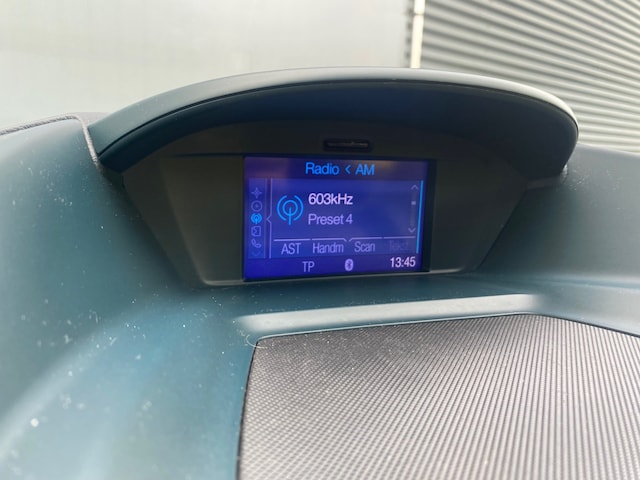 Radio < AM
603kHz
Preset 4
AST Handm Scan
TP 13:45